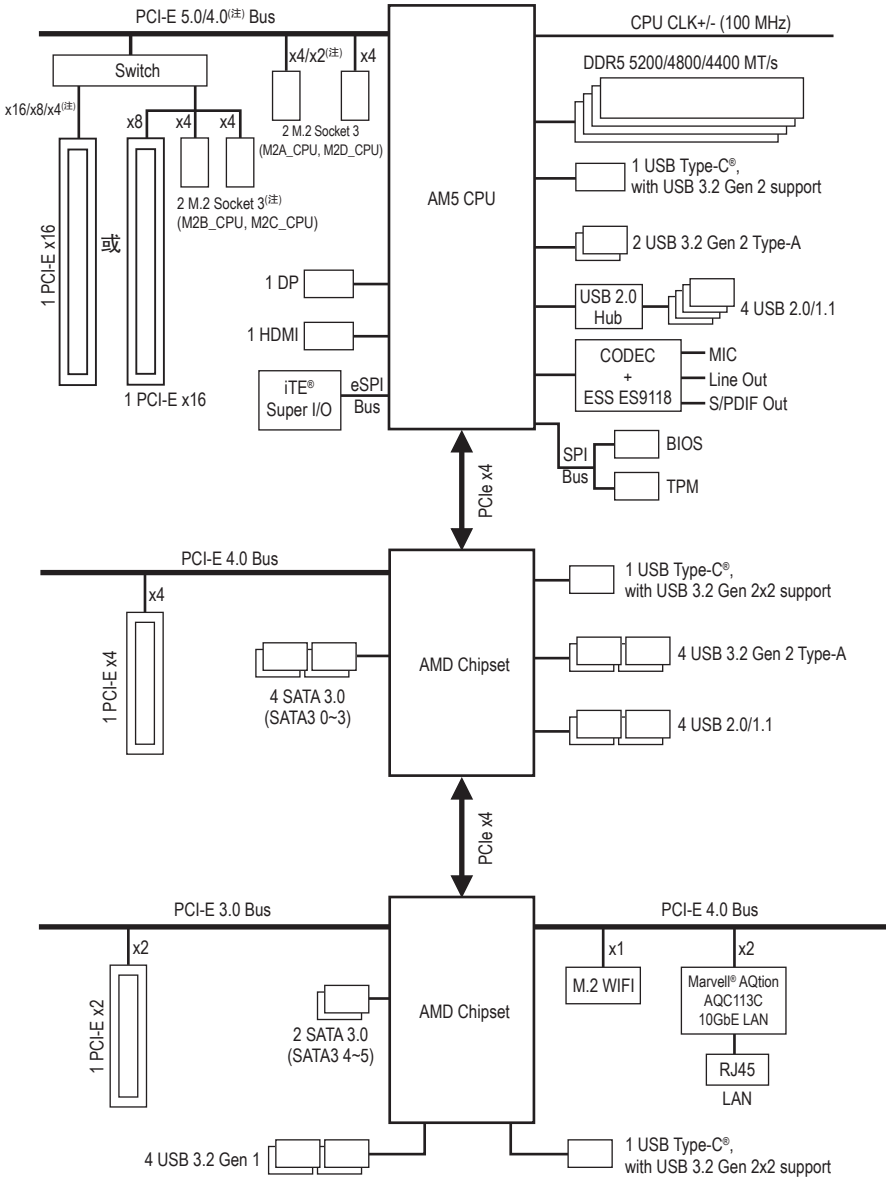 PCI-E 5.0/4.0(注) Bus
CPU CLK+/- (100 MHz)
x4/x2(注)
x4
Switch
DDR5 5200/4800/4400 MT/s
x16/x8/x4(注)
x8
x4
x4
2 M.2 Socket 3
(M2A_CPU, M2D_CPU)
1 USB Type-C®,
with USB 3.2 Gen 2 support
AM5 CPU
2 M.2 Socket 3(注)
(M2B_CPU, M2C_CPU)
1 PCI-E x16
或
2 USB 3.2 Gen 2 Type-A
1 DP
USB 2.0
Hub
4 USB 2.0/1.1
1 HDMI
CODEC
+
ESS ES9118
MIC
Line Out
S/PDIF Out
1 PCI-E x16
iTE®
Super I/O
eSPI
Bus
SPI
Bus
BIOS
TPM
PCIe x4
PCI-E 4.0 Bus
x4
1 USB Type-C®,
with USB 3.2 Gen 2x2 support
1 PCI-E x4
AMD Chipset
4 USB 3.2 Gen 2 Type-A
4 SATA 3.0
(SATA3 0~3)
4 USB 2.0/1.1
PCIe x4
PCI-E 3.0 Bus
PCI-E 4.0 Bus
x2
x1
x2
M.2 WIFI
Marvell® AQtion
AQC113C
10GbE LAN
1 PCI-E x2
AMD Chipset
2 SATA 3.0
(SATA3 4~5)
RJ45
LAN
4 USB 3.2 Gen 1
1 USB Type-C®,
with USB 3.2 Gen 2x2 support